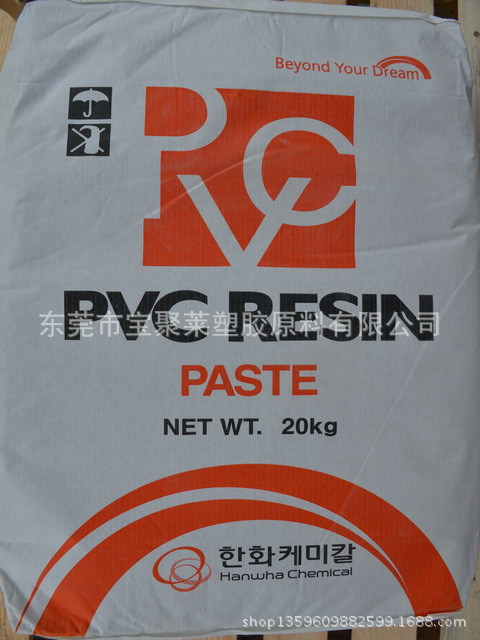 Beyond Your Dream
PVC
PVC RESIN
东莞市宝聚莱塑胶原料有限公司
PASTE
NET WT. 20kg
한화케미칼
Hanwha Chemical
shop1359609882599.1688.com